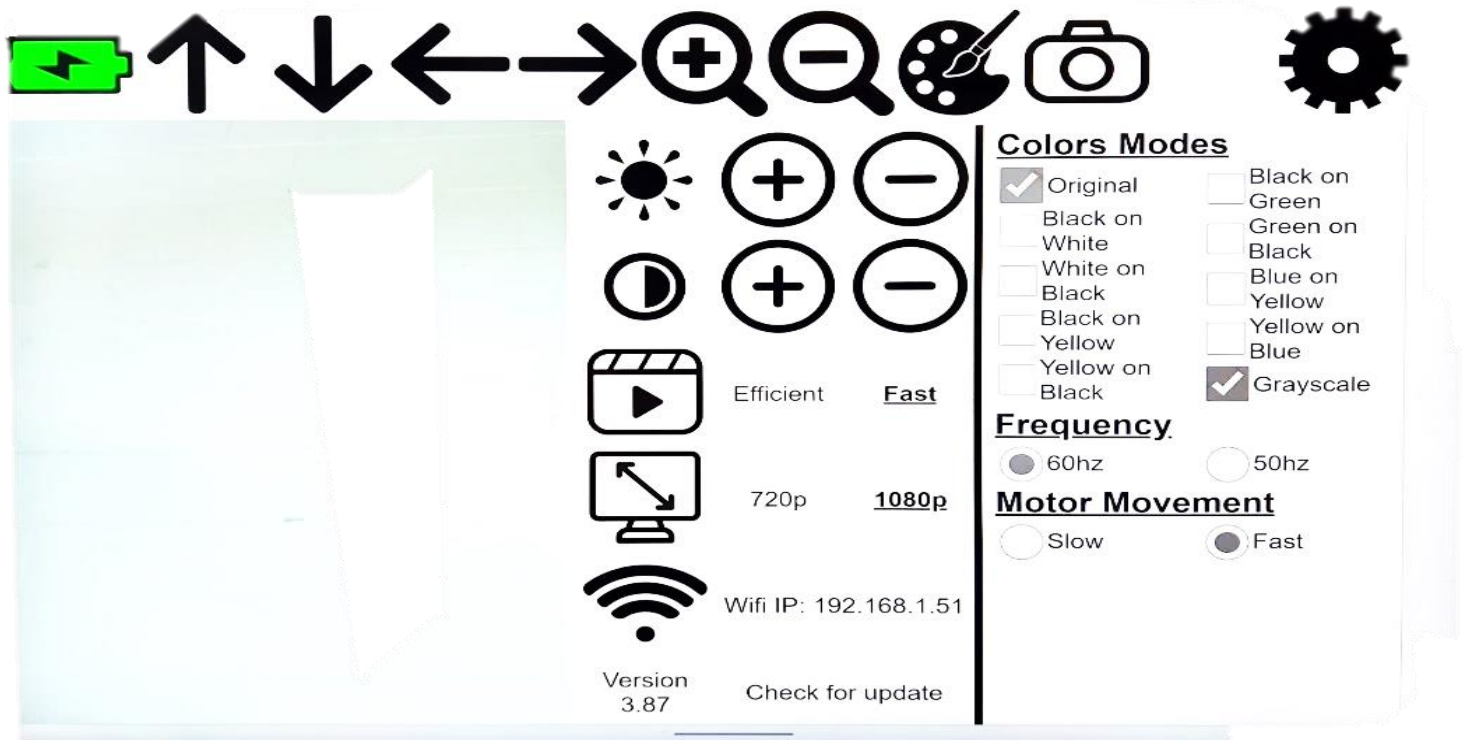 Colors Modes
Original
Black on
White
White on
Black
Black on
Yellow
Yellow on
Black
Black on
Green
Green on
Black
Blue on
Yellow
Yellow on
Blue
Grayscale
Frequency
60hz
50hz
Motor Movement
Slow
Fast
Efficient
Fast
720p
1080p
Wifi IP: 192.168.1.51
Version
3.87
Check for update